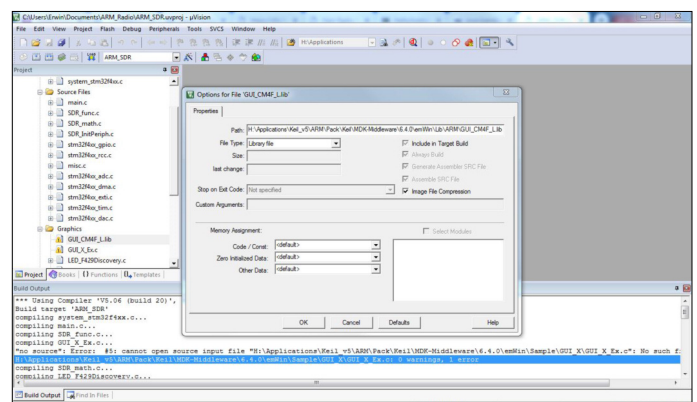 C:\Users\Erwin\Documents\ARM_Radio\ARM_SDR.uvproj - µVision
File Edit View Project Flash Debug Peripherals Tools SVCS Window Help
H:\Applications
ARM_SDR
Project
system_stm32f4xx.c
Source Files
main.c
SDR_func.c
SDR_math.c
SDR_InitPeriph.c
stm32f4xx_gpio.c
stm32f4xx_rcc.c
misc.c
stm32f4xx_adc.c
stm32f4xx_dma.c
stm32f4xx_exti.c
stm32f4xx_tim.c
stm32f4xx_dac.c
Graphics
GUI_CM4F_L.lib
GUI_X_Ex.c
LED_F429Discovery.c
Project Books Functions Templates
Options for File 'GUI_CM4F_L.lib'
Properties
Path: H:\Applications\Keil_v5\ARM\Pack\Keil\MDK-Middleware\6.4.0\emWin\Lib\ARM\GUI_CM4F_L.lib
File Type: Library file
Include in Target Build
Size:
Always Build
last change:
Generate Assembler SRC File
Assemble SRC File
Stop on Exit Code: Not specified
Image File Compression
Custom Arguments:
Memory Assignment:
Select Modules
Code / Const: <default>
Zero Initialized Data: <default>
Other Data: <default>
OK Cancel Defaults Help
Build Output
*** Using Compiler 'V5.06 (build 20)',
Build target 'ARM_SDR'
compiling system_stm32f4xx.c...
compiling main.c...
compiling SDR_func.c...
compiling GUI_X_Ex.c...
"no source": Error: #5: cannot open source input file "H:\Applications\Keil_v5\ARM\Pack\Keil\MDK-Middleware\6.4.0\emWin\Sample\GUI_X\GUI_X_Ex.c": No such f
H:\Applications\Keil_v5\ARM\Pack\Keil\MDK-Middleware\6.4.0\emWin\Sample\GUI_X\GUI_X_Ex.c: 0 warnings, 1 error
compiling SDR_math.c...
compiling LED_F429Discovery.c...
Build Output Find In Files